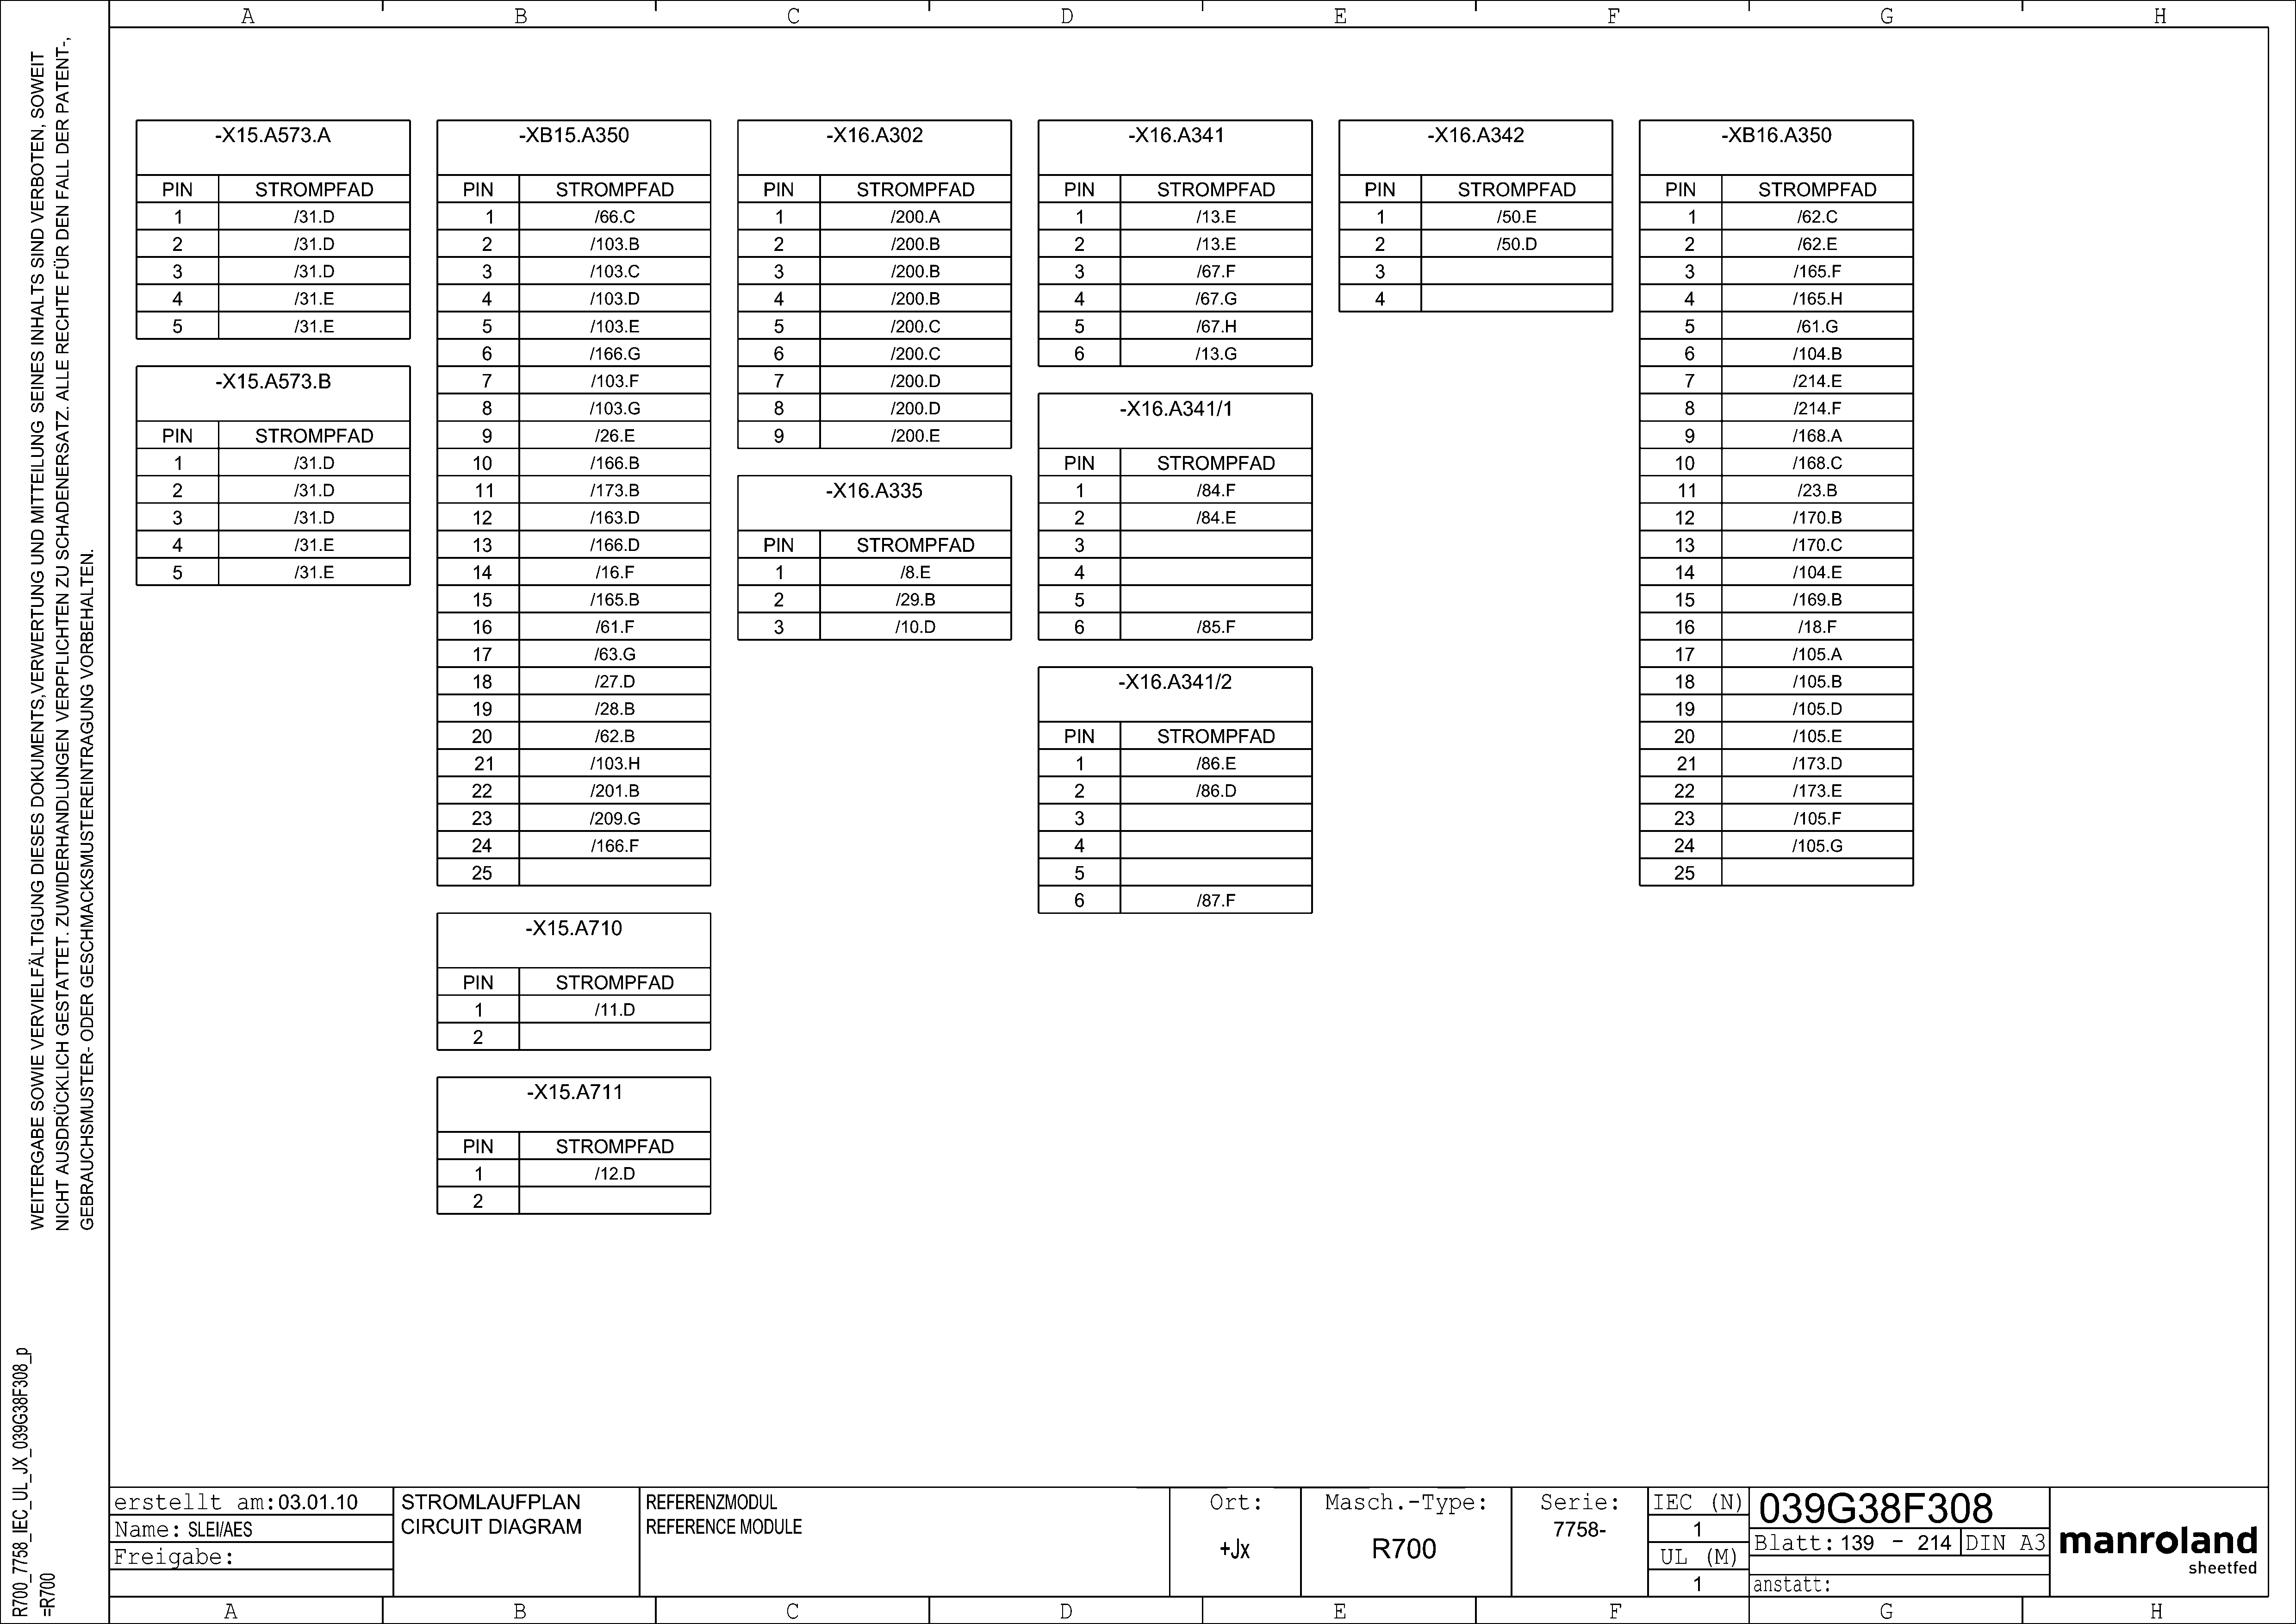 A B C D E F G H
WEITERGABE SOWIE VERVIELFÄLTIGUNG DIESES DOKUMENTS,VERWERTUNG UND MITTEILUNG SEINES INHALTS SIND VERBOTEN, SOWEIT
NICHT AUSDRÜCKLICH GESTATTET. ZUWIDERHANDLUNGEN VERPFLICHTEN ZU SCHADENERSATZ. ALLE RECHTE FÜR DEN FALL DER PATENT-,
GEBRAUCHSMUSTER- ODER GESCHMACKSMUSTEREINTRAGUNG VORBEHALTEN.
R700_7758_IEC_UL_JX_039G38F308_p
=R700
-X15.A573.A
PIN STROMPFAD
1 /31.D
2 /31.D
3 /31.D
4 /31.E
5 /31.E
-X15.A573.B
PIN STROMPFAD
1 /31.D
2 /31.D
3 /31.D
4 /31.E
5 /31.E
-XB15.A350
PIN STROMPFAD
1 /66.C
2 /103.B
3 /103.C
4 /103.D
5 /103.E
6 /166.G
7 /103.F
8 /103.G
9 /26.E
10 /166.B
11 /173.B
12 /163.D
13 /166.D
14 /16.F
15 /165.B
16 /61.F
17 /63.G
18 /27.D
19 /28.B
20 /62.B
21 /103.H
22 /201.B
23 /209.G
24 /166.F
25
-X15.A710
PIN STROMPFAD
1 /11.D
2
-X15.A711
PIN STROMPFAD
1 /12.D
2
-X16.A302
PIN STROMPFAD
1 /200.A
2 /200.B
3 /200.B
4 /200.B
5 /200.C
6 /200.C
7 /200.D
8 /200.D
9 /200.E
-X16.A335
PIN STROMPFAD
1 /8.E
2 /29.B
3 /10.D
-X16.A341
PIN STROMPFAD
1 /13.E
2 /13.E
3 /67.F
4 /67.G
5 /67.H
6 /13.G
-X16.A341/1
PIN STROMPFAD
1 /84.F
2 /84.E
3
4
5
6 /85.F
-X16.A341/2
PIN STROMPFAD
1 /86.E
2 /86.D
3
4
5
6 /87.F
-X16.A342
PIN STROMPFAD
1 /50.E
2 /50.D
3
4
-XB16.A350
PIN STROMPFAD
1 /62.C
2 /62.E
3 /165.F
4 /165.H
5 /61.G
6 /104.B
7 /214.E
8 /214.F
9 /168.A
10 /168.C
11 /23.B
12 /170.B
13 /170.C
14 /104.E
15 /169.B
16 /18.F
17 /105.A
18 /105.B
19 /105.D
20 /105.E
21 /173.D
22 /173.E
23 /105.F
24 /105.G
25
erstellt am: 03.01.10
Name: SLEI/AES
Freigabe:
STROMLAUFPLAN
CIRCUIT DIAGRAM
REFERENZMODUL
REFERENCE MODULE
Ort:
+Jx
Masch.-Type:
R700
Serie:
7758-
IEC (N)
1
UL (M)
1
039G38F308
Blatt: 139 - 214 DIN A3
anstatt:
manroland
sheetfed
A B C D E F G H